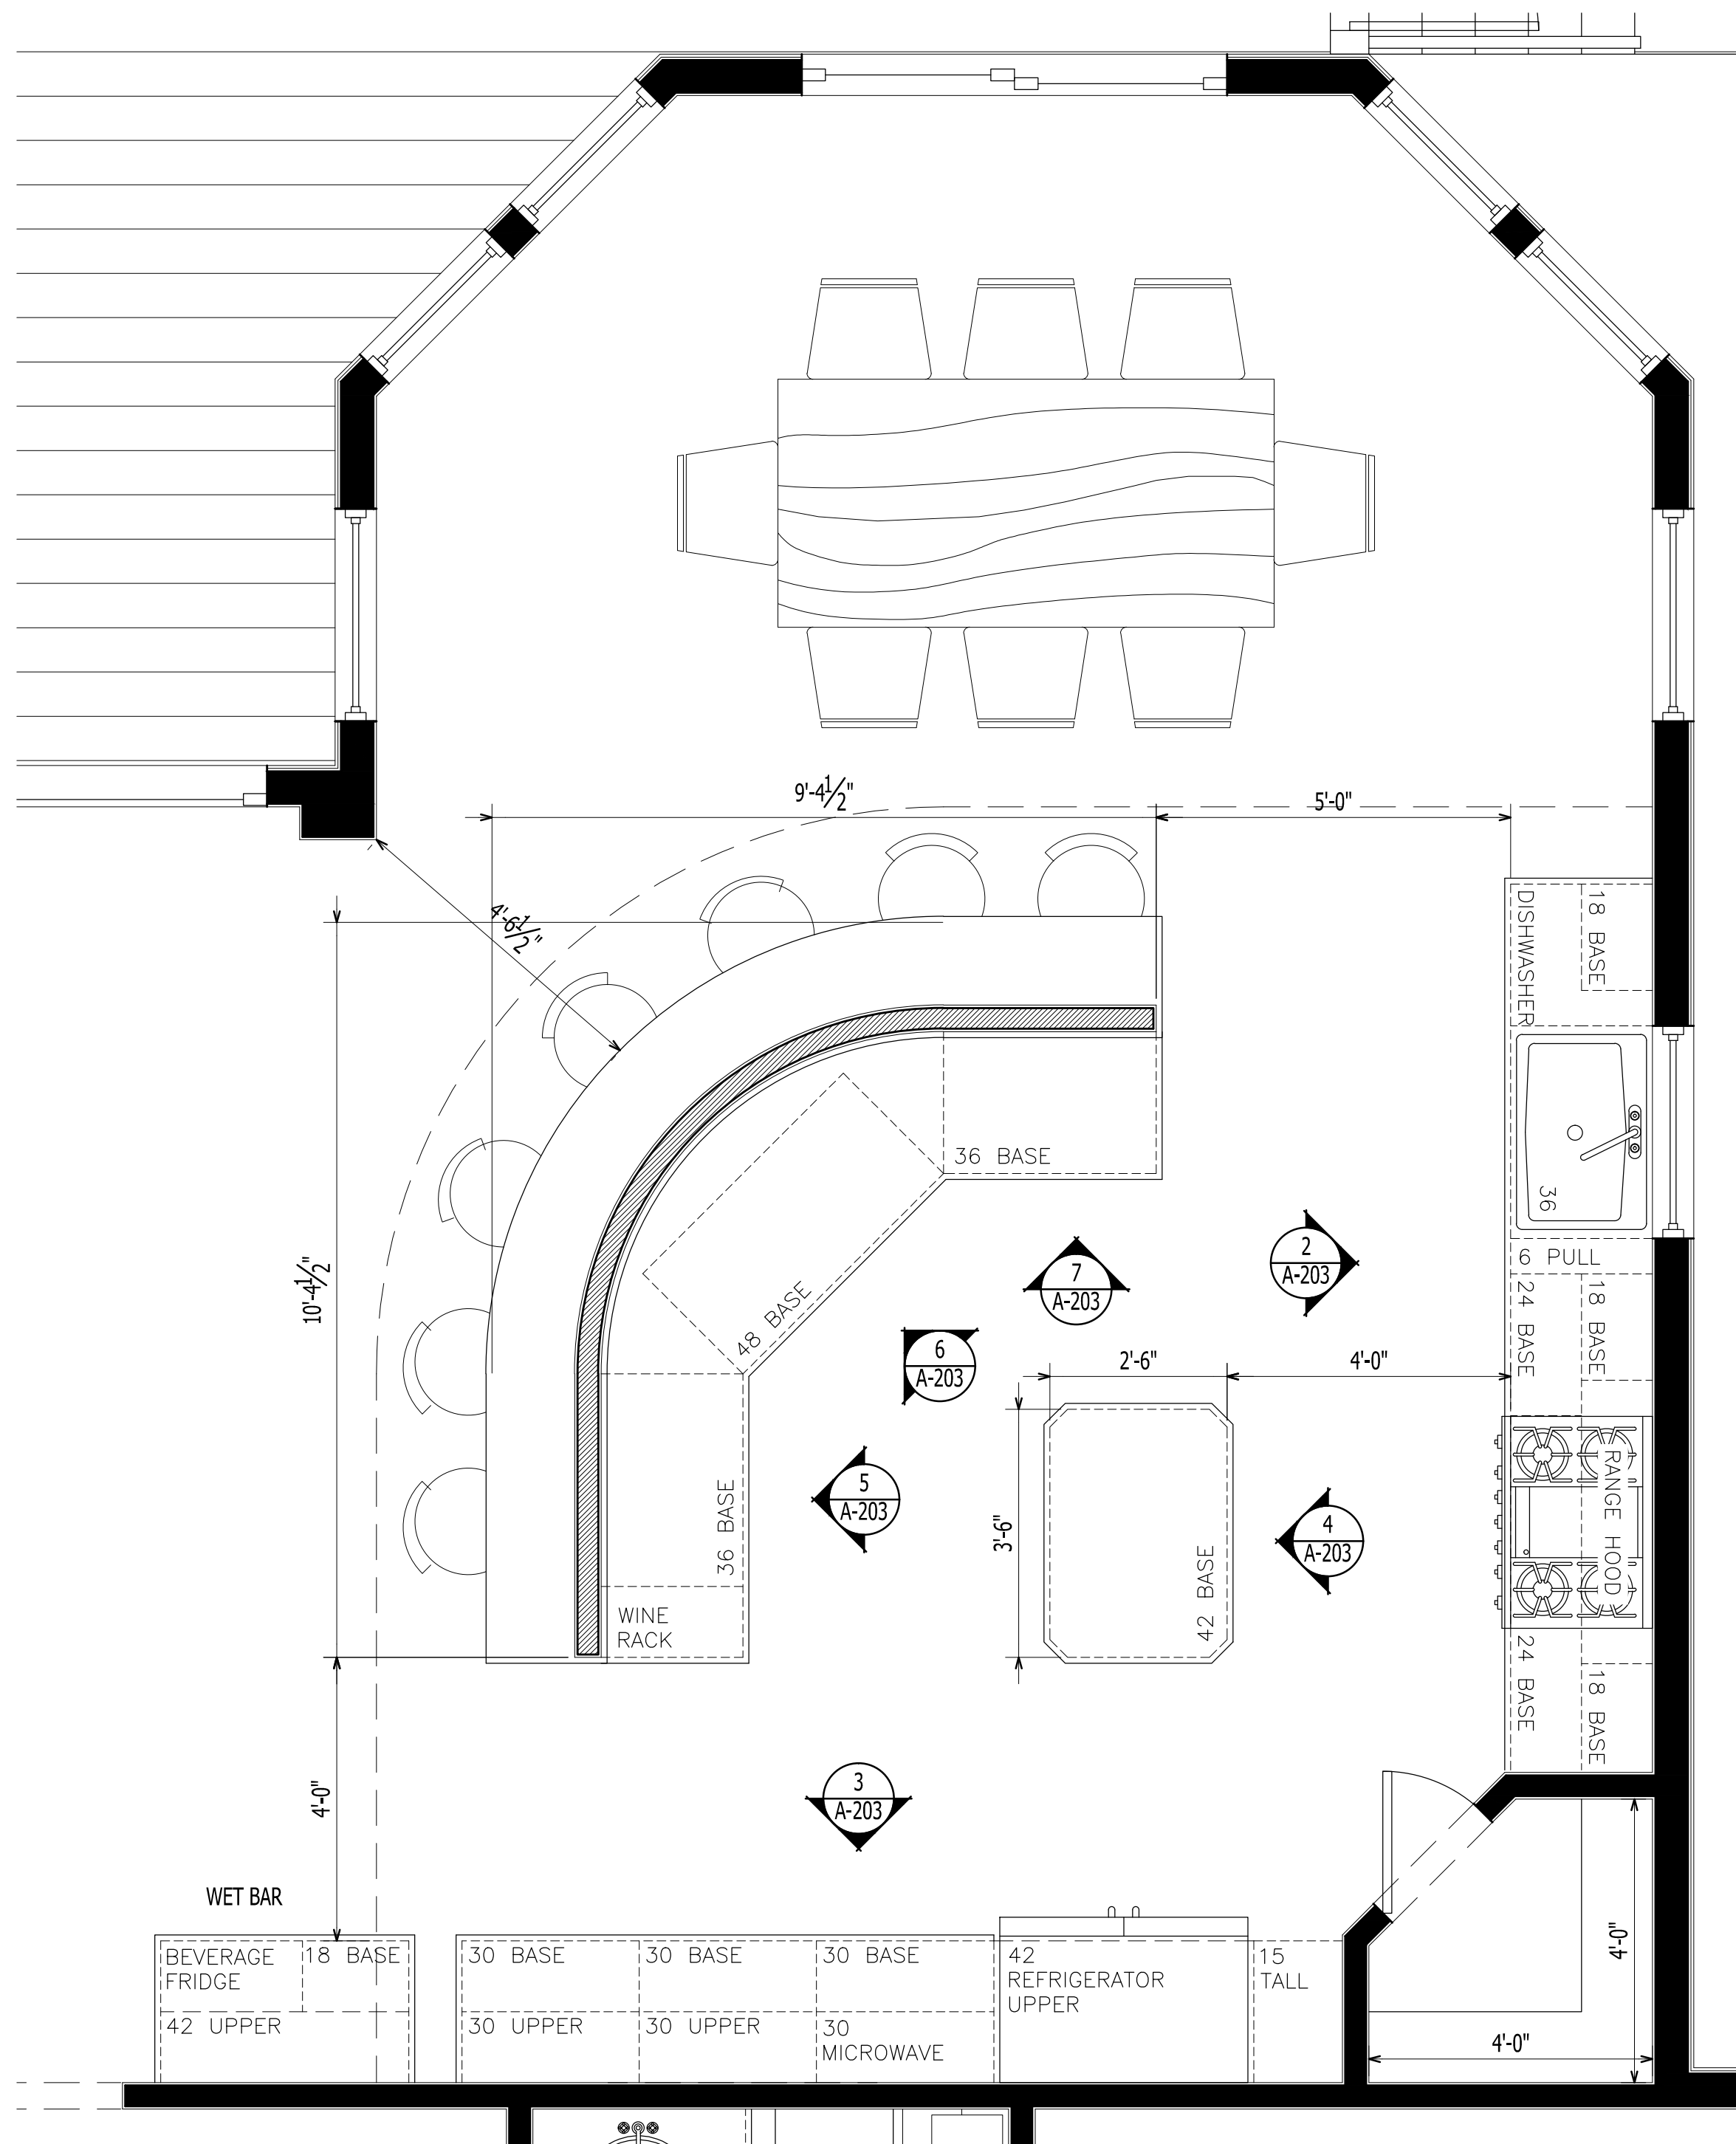 9'-4 1/2"
5'-0"
4'-6 1/2"
DISHWASHER
18 BASE
36 BASE
36
6 PULL
24 BASE
18 BASE
10'-4 1/2"
48 BASE
7
A-203
2
A-203
6
A-203
2'-6"
4'-0"
36 BASE
5
A-203
3'-6"
42 BASE
4
A-203
RANGE HOOD
WINE
RACK
24 BASE
18 BASE
4'-0"
3
A-203
WET BAR
4'-0"
BEVERAGE
FRIDGE
18 BASE
42 UPPER
30 BASE
30 BASE
30 BASE
30 UPPER
30 UPPER
30
MICROWAVE
42
REFRIGERATOR
UPPER
15
TALL
4'-0"